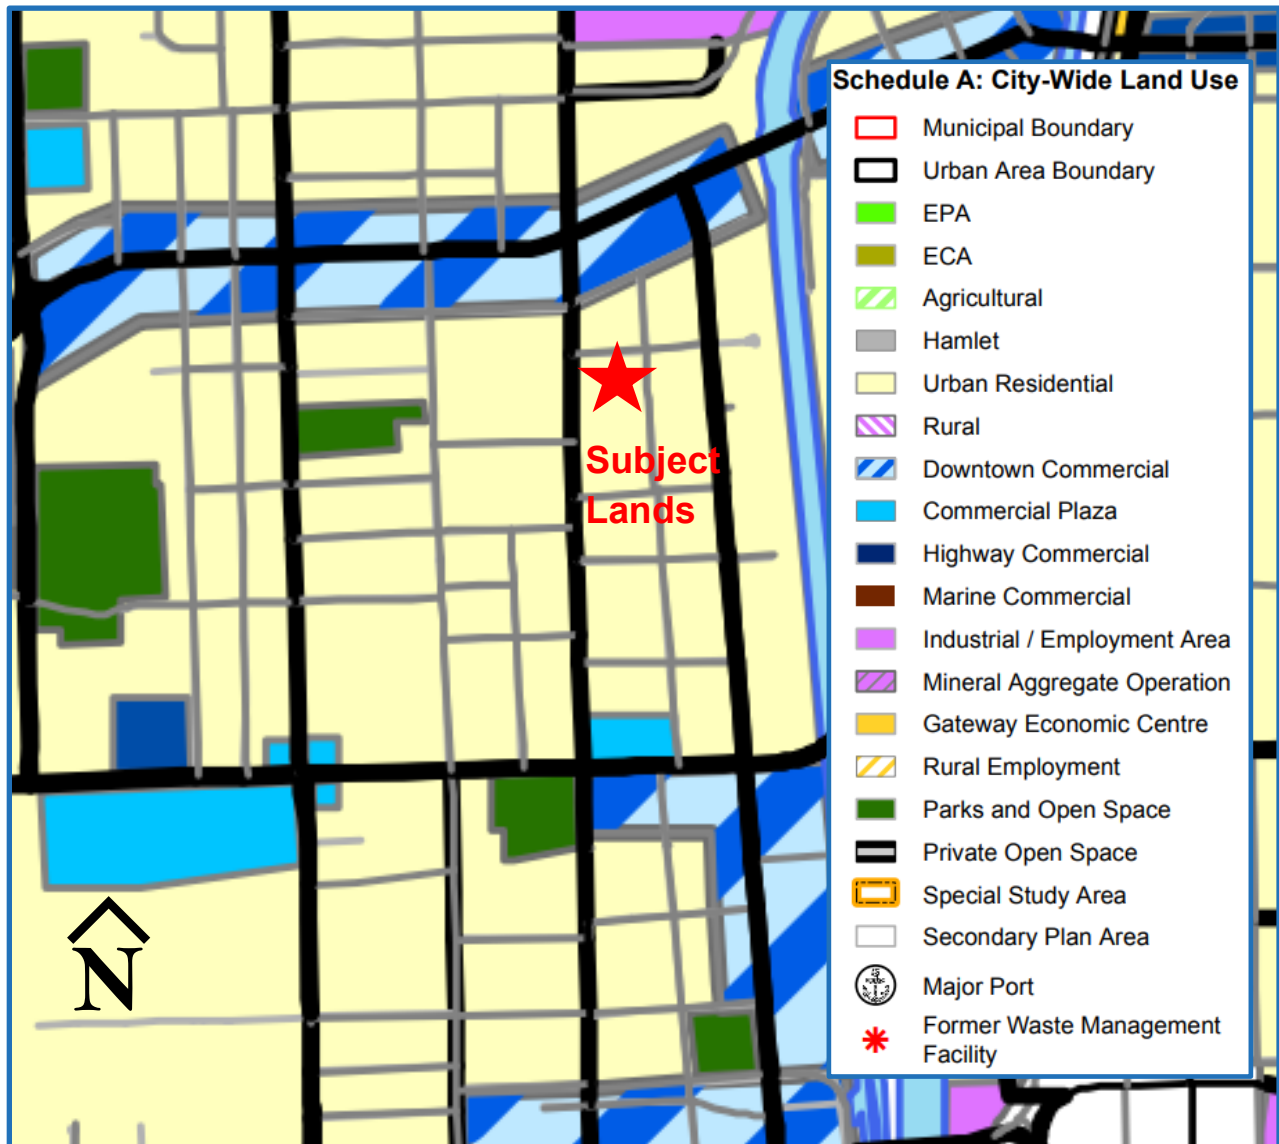 Schedule A: City-Wide Land Use
Municipal Boundary
Urban Area Boundary
EPA
ECA
Agricultural
Hamlet
Urban Residential
Rural
Downtown Commercial
Commercial Plaza
Highway Commercial
Marine Commercial
Industrial / Employment Area
Mineral Aggregate Operation
Gateway Economic Centre
Rural Employment
Parks and Open Space
Private Open Space
Special Study Area
Secondary Plan Area
Major Port
Former Waste Management
Facility
Subject
Lands
N